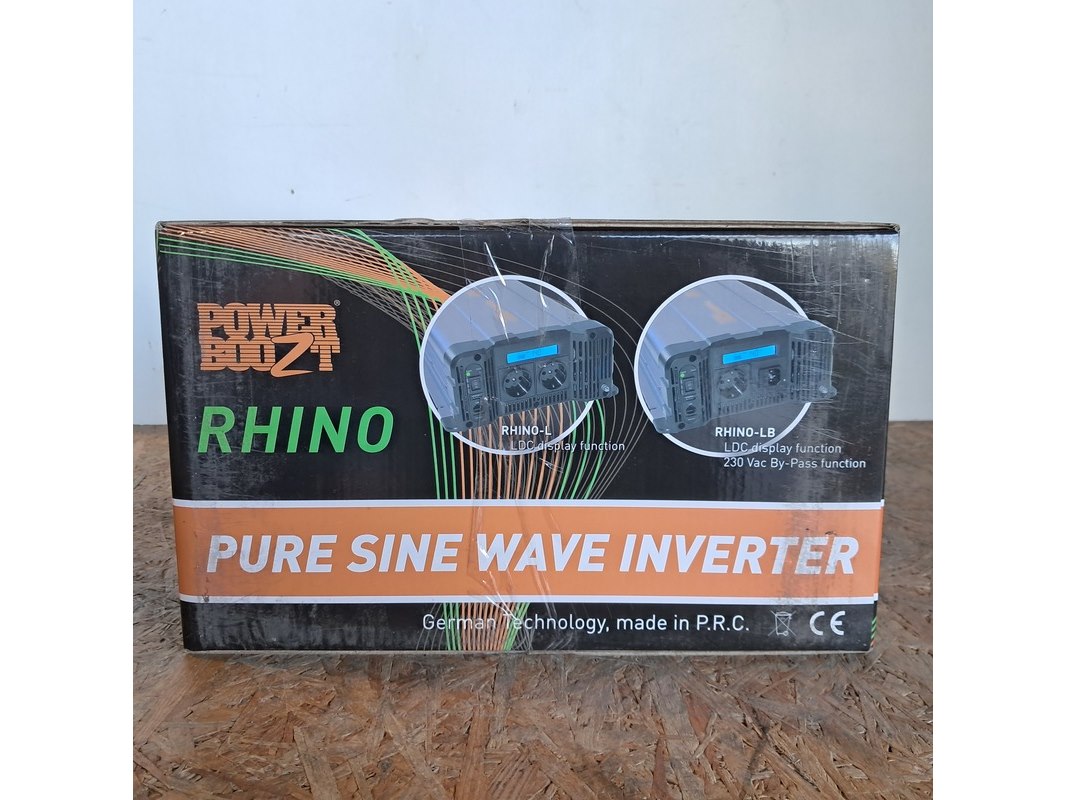 POWER®
BOOZT
RHINO
RHINO-L
LDC display function
RHINO-LB
LDC display function
230 Vac By-Pass function
PURE SINE WAVE INVERTER
German Technology, made in P.R.C.
CE